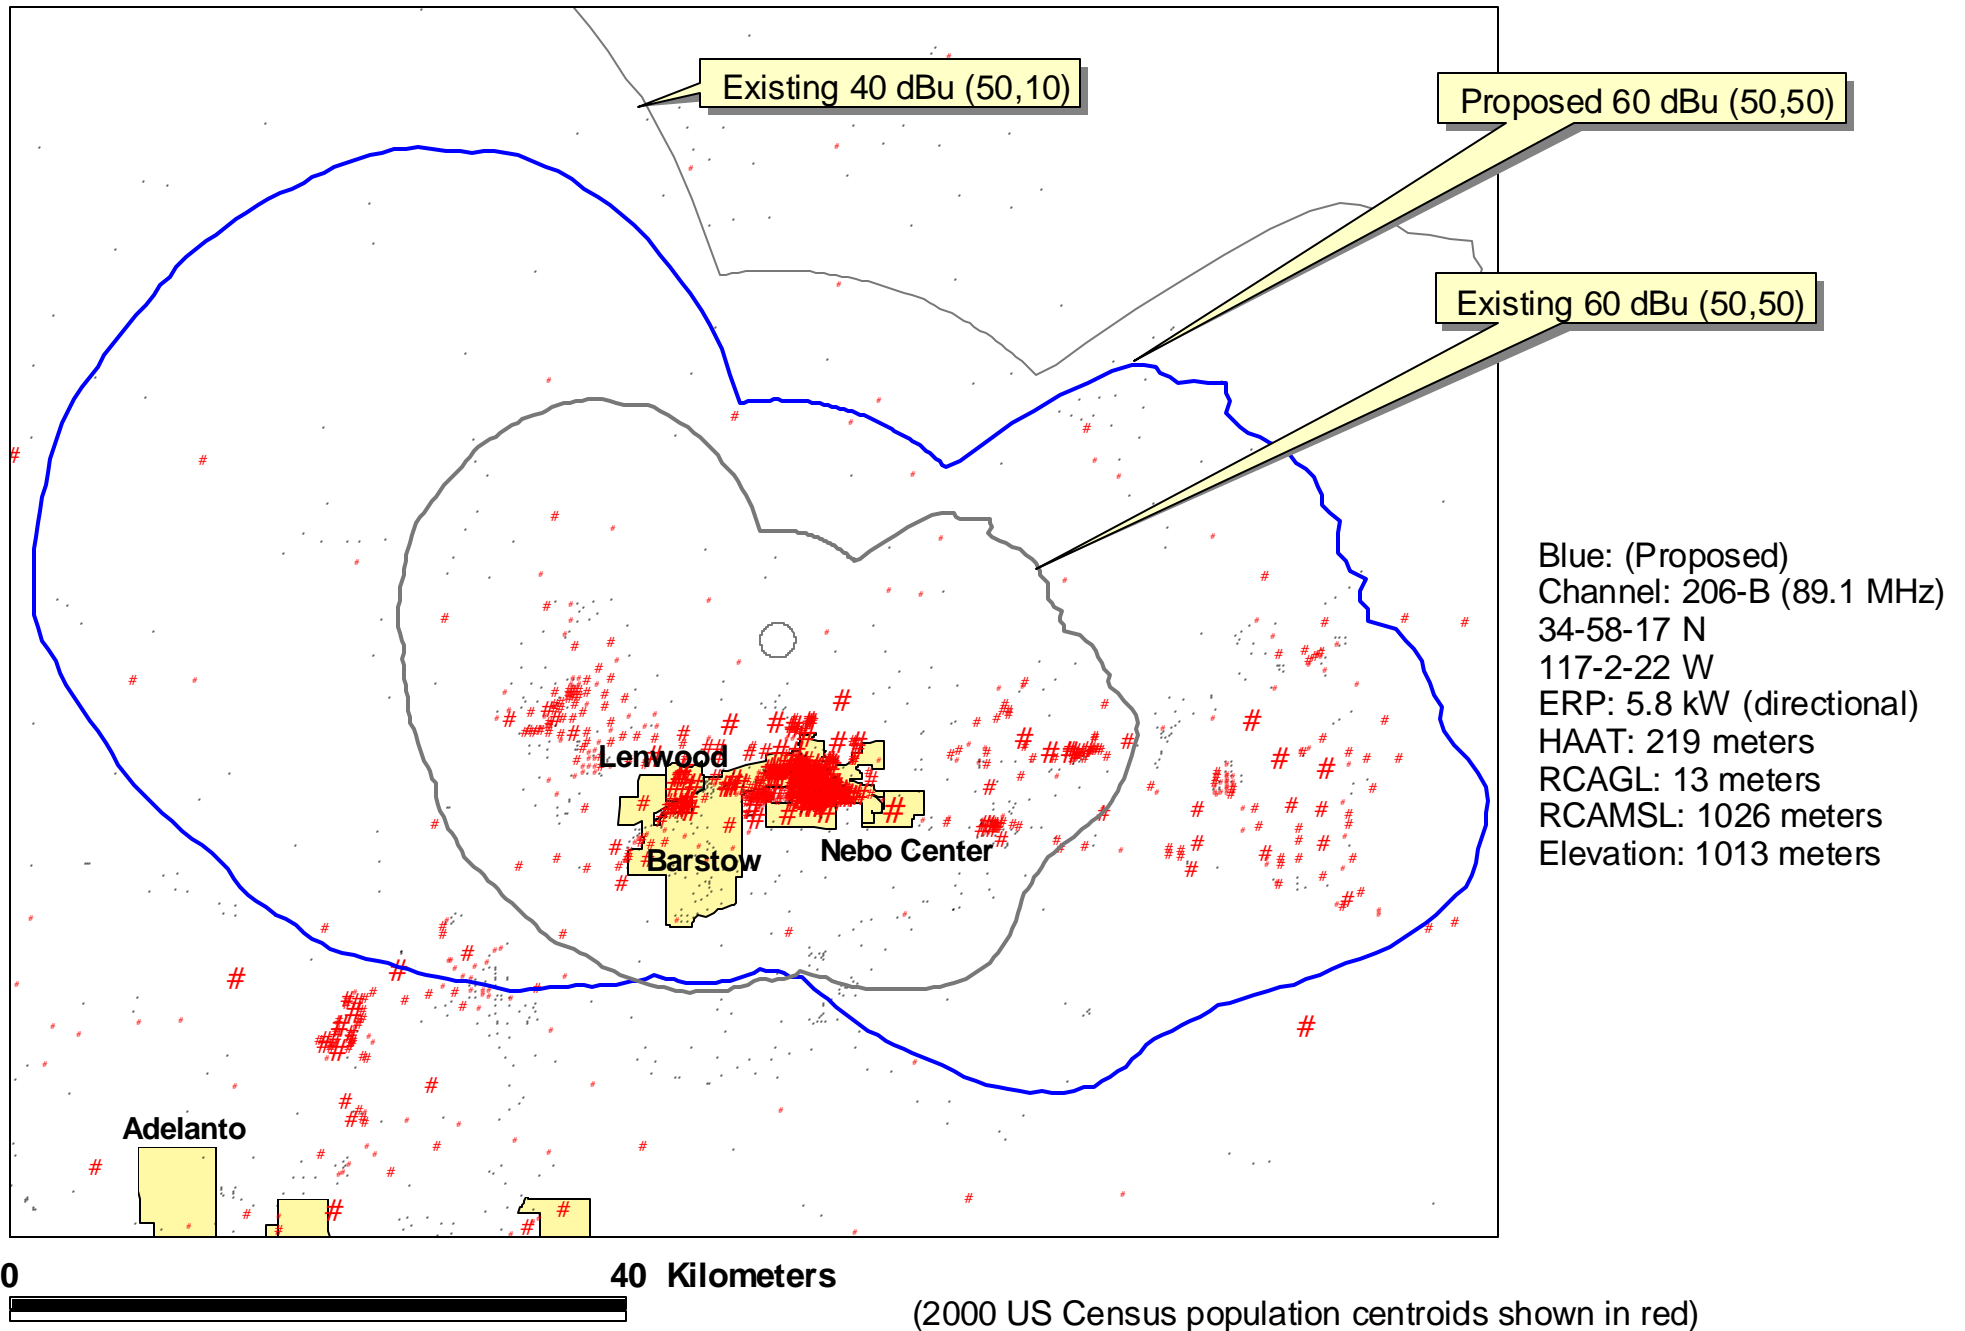 Existing 40 dBu (50,10)
Proposed 60 dBu (50,50)
Existing 60 dBu (50,50)
Blue: (Proposed)
Channel: 206-B (89.1 MHz)
34-58-17 N
117-2-22 W
ERP: 5.8 kW (directional)
HAAT: 219 meters
RCAGL: 13 meters
RCAMSL: 1026 meters
Elevation: 1013 meters
Lenwood
Barstow
Nebo Center
Adelanto
0
40 Kilometers
(2000 US Census population centroids shown in red)